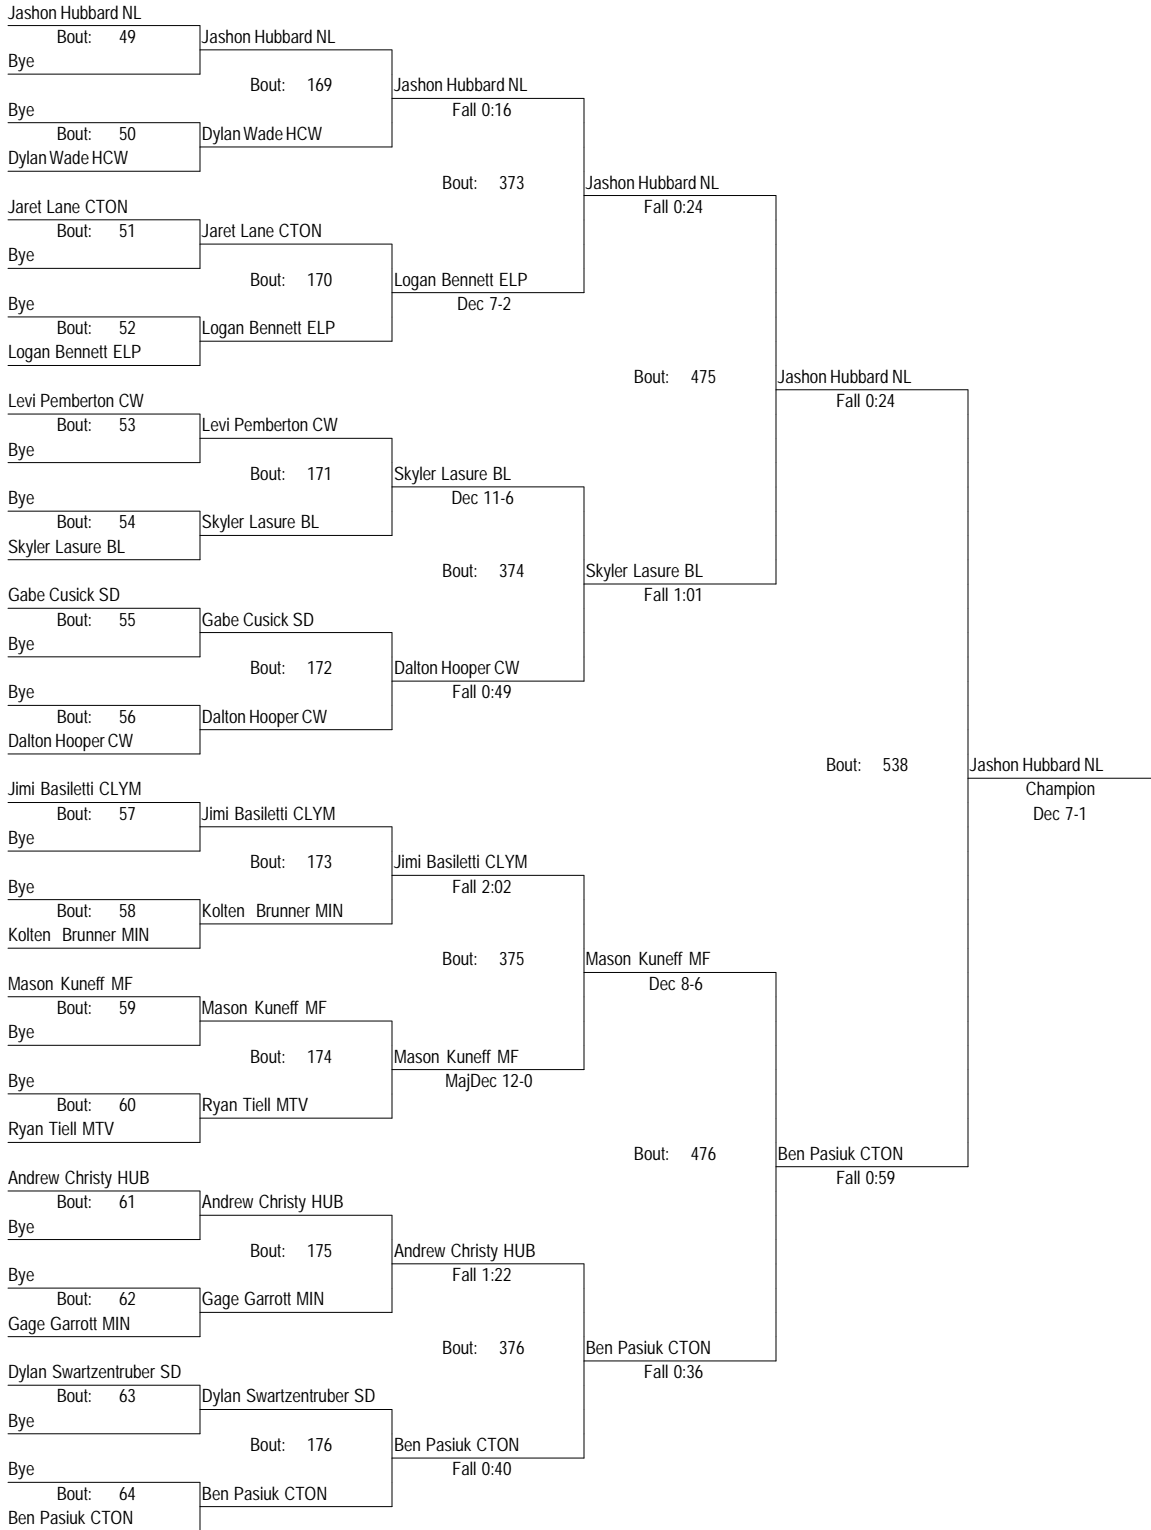 Jashon Hubbard NL
Bout: 49 Jashon Hubbard NL
Bye
Bout: 169 Jashon Hubbard NL
Bye Fall 0:16
Bout: 50 Dylan Wade HCW
Dylan Wade HCW
Bout: 373 Jashon Hubbard NL
Jaret Lane CTON Fall 0:24
Bout: 51 Jaret Lane CTON
Bye
Bout: 170 Logan Bennett ELP
Bye Dec 7-2
Bout: 52 Logan Bennett ELP
Logan Bennett ELP
Bout: 475 Jashon Hubbard NL
Levi Pemberton CW Fall 0:24
Bout: 53 Levi Pemberton CW
Bye
Bout: 171 Skyler Lasure BL
Bye Dec 11-6
Bout: 54 Skyler Lasure BL
Skyler Lasure BL
Bout: 374 Skyler Lasure BL
Gabe Cusick SD Fall 1:01
Bout: 55 Gabe Cusick SD
Bye
Bout: 172 Dalton Hooper CW
Bye Fall 0:49
Bout: 56 Dalton Hooper CW
Dalton Hooper CW
Bout: 538 Jashon Hubbard NL
Jimi Basiletti CLYM Champion
Bout: 57 Jimi Basiletti CLYM Dec 7-1
Bye
Bout: 173 Jimi Basiletti CLYM
Bye Fall 2:02
Bout: 58 Kolten Brunner MIN
Kolten Brunner MIN
Bout: 375 Mason Kuneff MF
Mason Kuneff MF Dec 8-6
Bout: 59 Mason Kuneff MF
Bye
Bout: 174 Mason Kuneff MF
Bye MajDec 12-0
Bout: 60 Ryan Tiell MTV
Ryan Tiell MTV
Bout: 476 Ben Pasiuk CTON
Andrew Christy HUB Fall 0:59
Bout: 61 Andrew Christy HUB
Bye
Bout: 175 Andrew Christy HUB
Bye Fall 1:22
Bout: 62 Gage Garrott MIN
Gage Garrott MIN
Bout: 376 Ben Pasiuk CTON
Dylan Swartzentruber SD Fall 0:36
Bout: 63 Dylan Swartzentruber SD
Bye
Bout: 176 Ben Pasiuk CTON
Bye Fall 0:40
Bout: 64 Ben Pasiuk CTON
Ben Pasiuk CTON